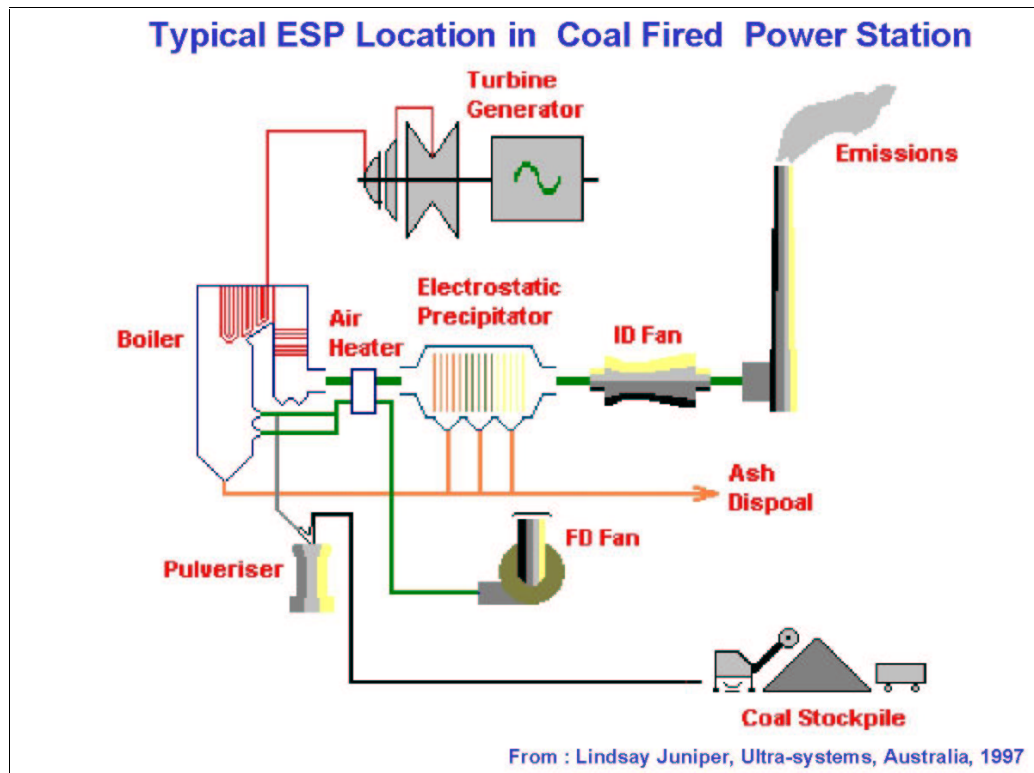 Typical ESP Location in Coal Fired Power Station
Turbine
Generator
Emissions
Electrostatic
Precipitator
Air
Heater
Boiler
ID Fan
Ash
Dispoal
FD Fan
Pulveriser
Coal Stockpile
From : Lindsay Juniper, Ultra-systems, Australia, 1997